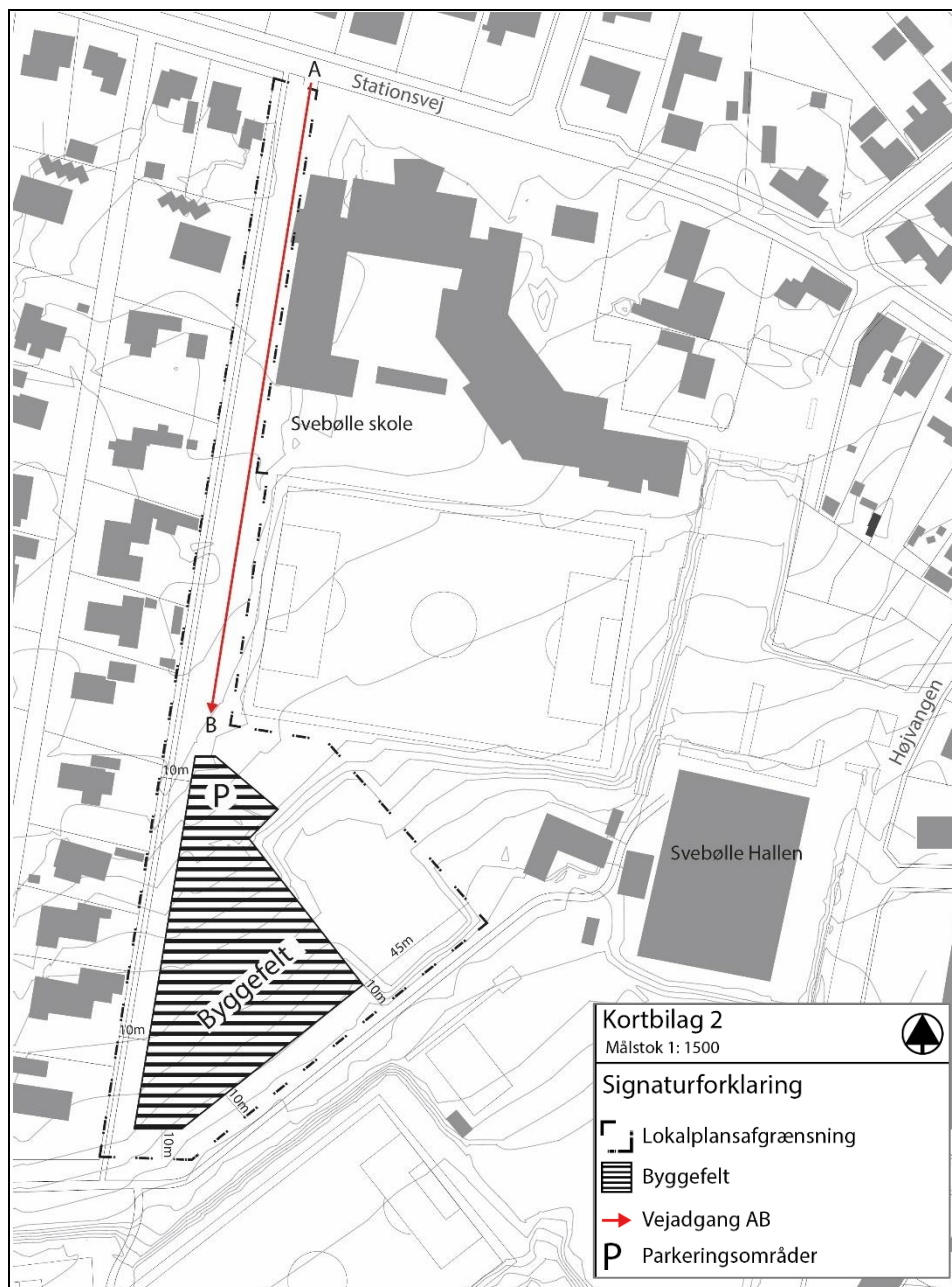 A
Stationsvej
Svebølle skole
Højvangen
B
10m
P
Svebølle Hallen
Byggefelt
45m
10m
10m
10m
10m
Kortbilag 2
Målstok 1: 1500
Signaturforklaring
Lokalplansafgrænsning
Byggefelt
Vejadgang AB
P Parkeringsområder